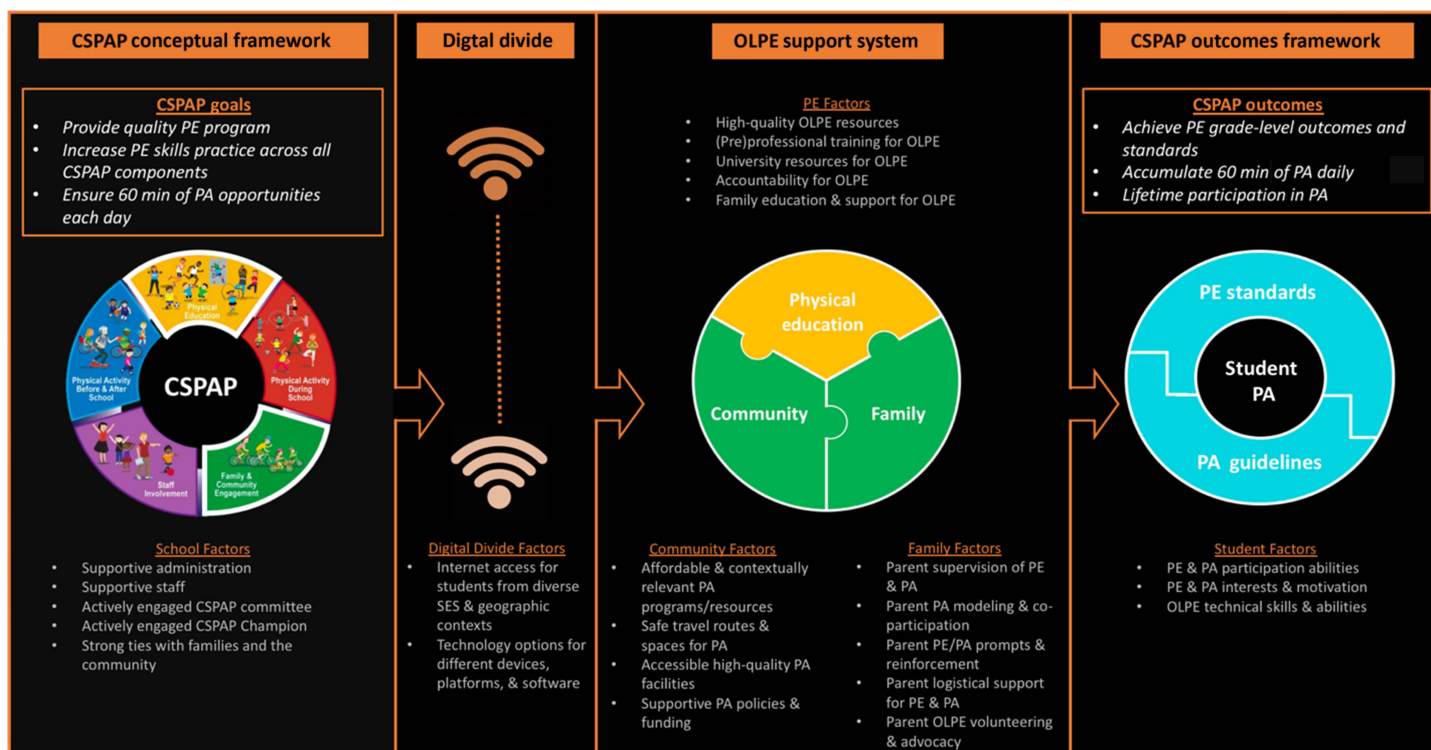 CSPAP conceptual framework
CSPAP goals
• Provide quality PE program
• Increase PE skills practice across all
CSPAP components
• Ensure 60 min of PA opportunities
each day
Physical
Education
Physical Activity
Before & After
School
Physical Activity
During
School
CSPAP
Staff
Involvement
Family &
Community
Engagement
School Factors
• Supportive administration
• Supportive staff
• Actively engaged CSPAP committee
• Actively engaged CSPAP Champion
• Strong ties with families and the
community
Digtal divide
Digital Divide Factors
• Internet access for
students from diverse
SES & geographic
contexts
• Technology options for
different devices,
platforms, & software
OLPE support system
PE Factors
• High-quality OLPE resources
• (Pre)professional training for OLPE
• University resources for OLPE
• Accountability for OLPE
• Family education & support for OLPE
Physical
education
Community
Family
Community Factors
• Affordable & contextually
relevant PA
programs/resources
• Safe travel routes &
spaces for PA
• Accessible high-quality PA
facilities
• Supportive PA policies &
funding
Family Factors
• Parent supervision of PE
& PA
• Parent PA modeling & co-
participation
• Parent PE/PA prompts &
reinforcement
• Parent logistical support
for PE & PA
• Parent OLPE volunteering
& advocacy
CSPAP outcomes framework
CSPAP outcomes
• Achieve PE grade-level outcomes and
standards
• Accumulate 60 min of PA daily
• Lifetime participation in PA
PE standards
Student
PA
PA guidelines
Student Factors
• PE & PA participation abilities
• PE & PA interests & motivation
• OLPE technical skills & abilities